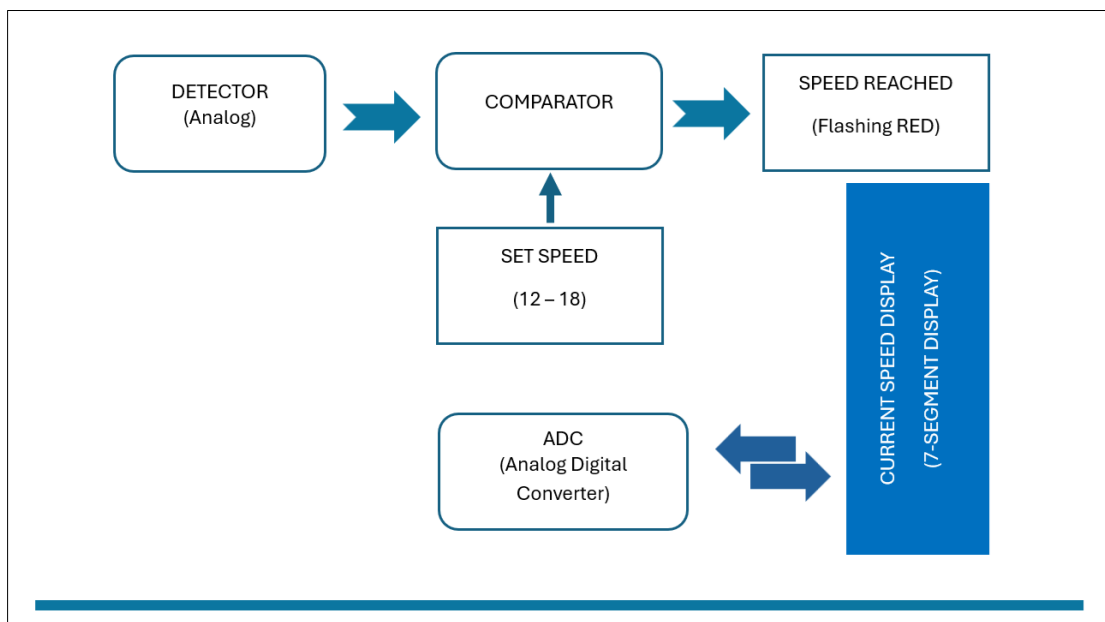 DETECTOR
(Analog)
COMPARATOR
SPEED REACHED
(Flashing RED)
SET SPEED
(12 – 18)
ADC
(Analog Digital
Converter)
CURRENT SPEED DISPLAY
(7-SEGMENT DISPLAY)